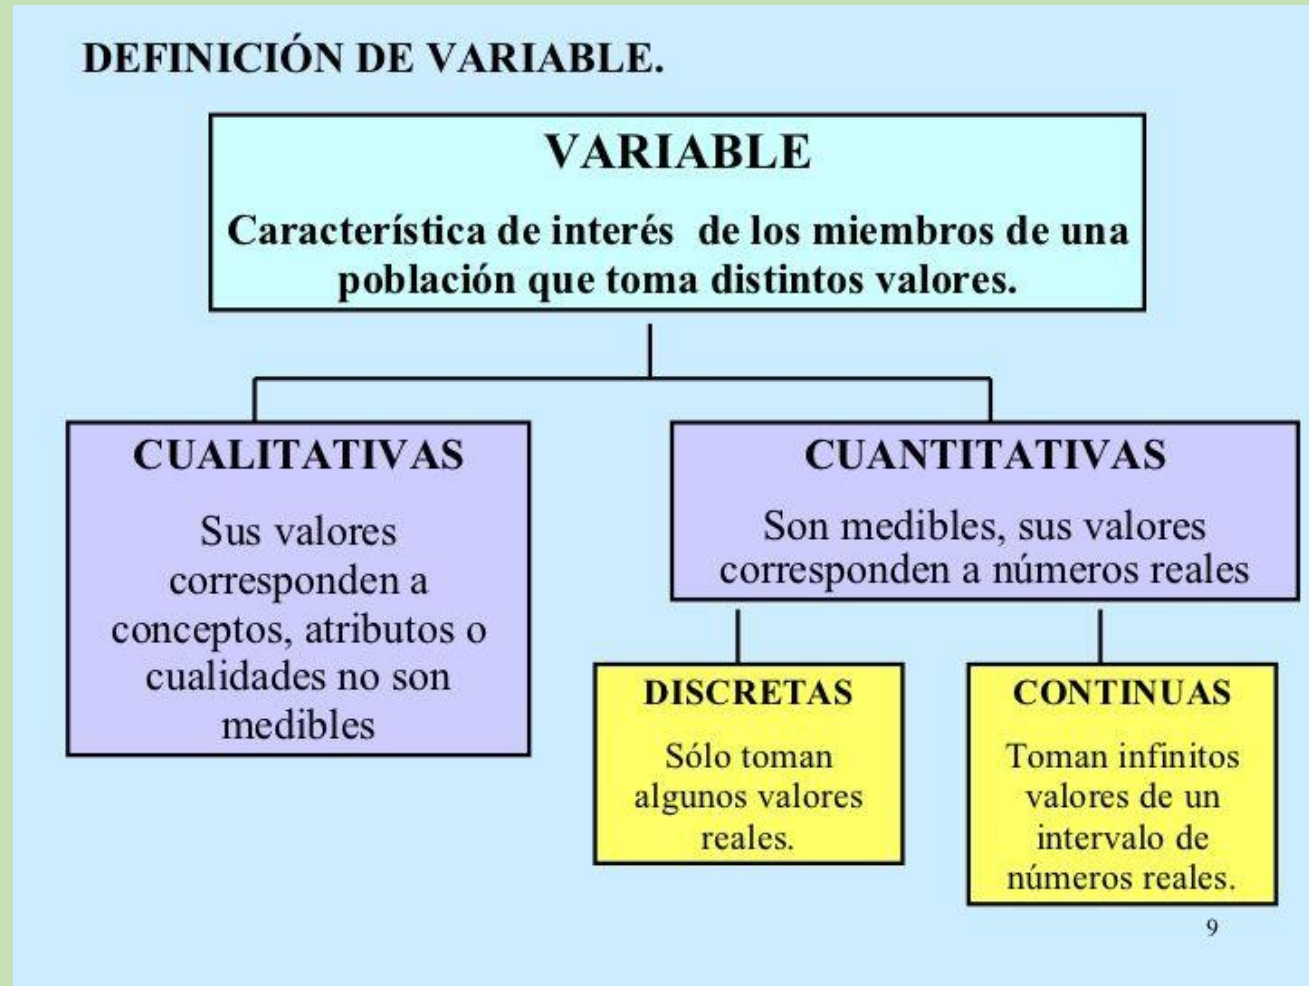 DEFINICIÓN DE VARIABLE.
VARIABLE
Característica de interés de los miembros de una
población que toma distintos valores.
CUALITATIVAS
Sus valores
corresponden a
conceptos, atributos o
cualidades no son
medibles
CUANTITATIVAS
Son medibles, sus valores
corresponden a números reales
DISCRETAS
Sólo toman
algunos valores
reales.
CONTINUAS
Toman infinitos
valores de un
intervalo de
números reales.
9